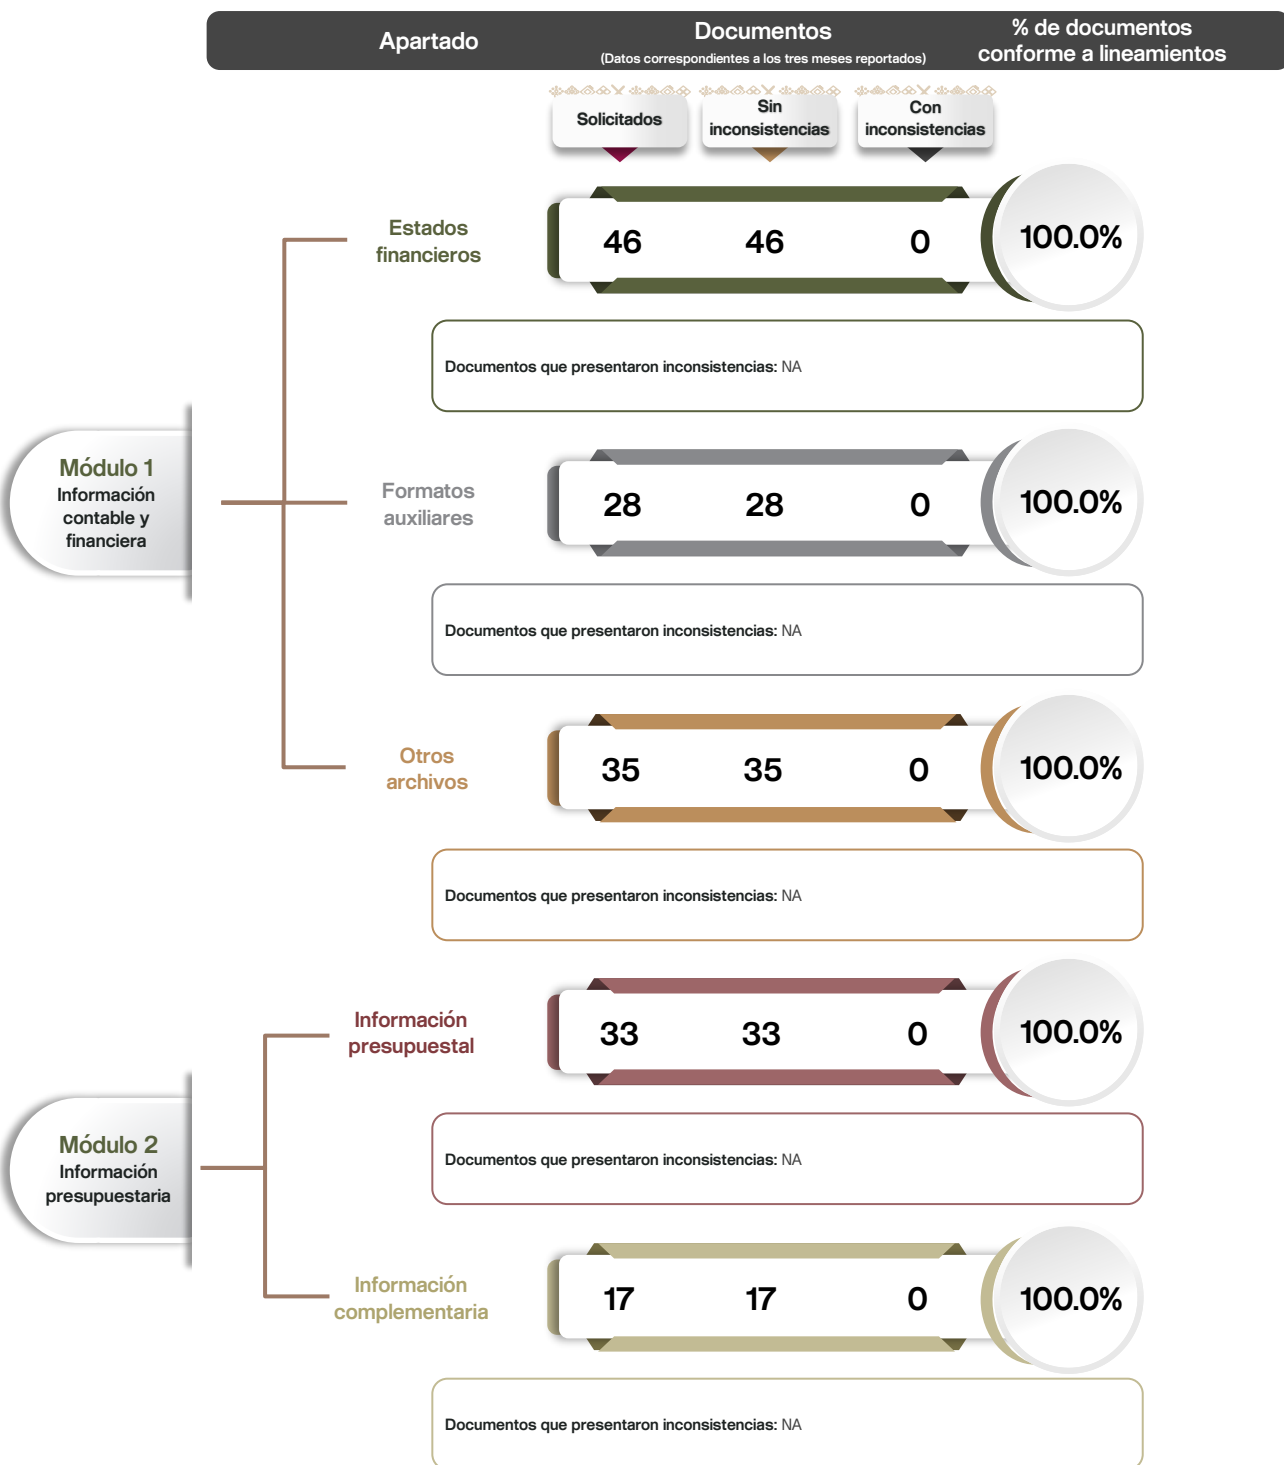 Apartado
Documentos
(Datos correspondientes a los tres meses reportados)
% de documentos
conforme a lineamientos
Solicitados
Sin
inconsistencias
Con
inconsistencias
Módulo 1
Información
contable y
financiera
Estados
financieros
46 46 0 100.0%
Documentos que presentaron inconsistencias: NA
Formatos
auxiliares
28 28 0 100.0%
Documentos que presentaron inconsistencias: NA
Otros
archivos
35 35 0 100.0%
Documentos que presentaron inconsistencias: NA
Módulo 2
Información
presupuestaria
Información
presupuestal
33 33 0 100.0%
Documentos que presentaron inconsistencias: NA
Información
complementaria
17 17 0 100.0%
Documentos que presentaron inconsistencias: NA